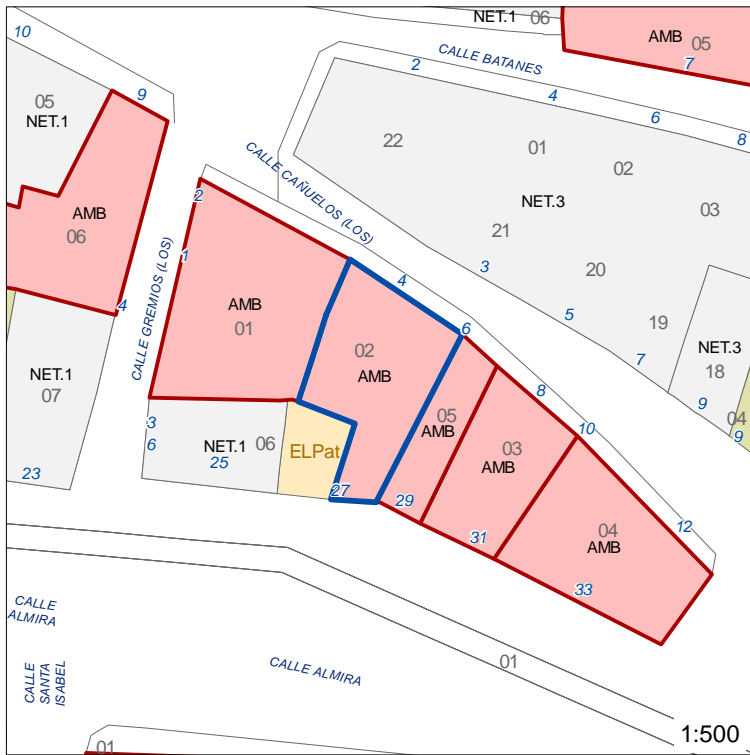 NET.1 06
AMB 05
7
10
CALLE BATANES
2
4
6
8
9
05
NET.1
22
01
02
NET.3
03
CALLE CAÑUELOS (LOS)
2
AMB
06
21
3
20
1
4
CALLE GREMIOS (LOS)
4
5
AMB
01
6
19
02
AMB
7
NET.3
18
8
NET.1
07
9
04
9
05
AMB
10
3
6
NET.1 06
25
ELPat
03
AMB
23
27
29
31
04
AMB
12
33
CALLE
ALMIRA
CALLE
SANTA
ISABEL
CALLE ALMIRA
01
01
1:500